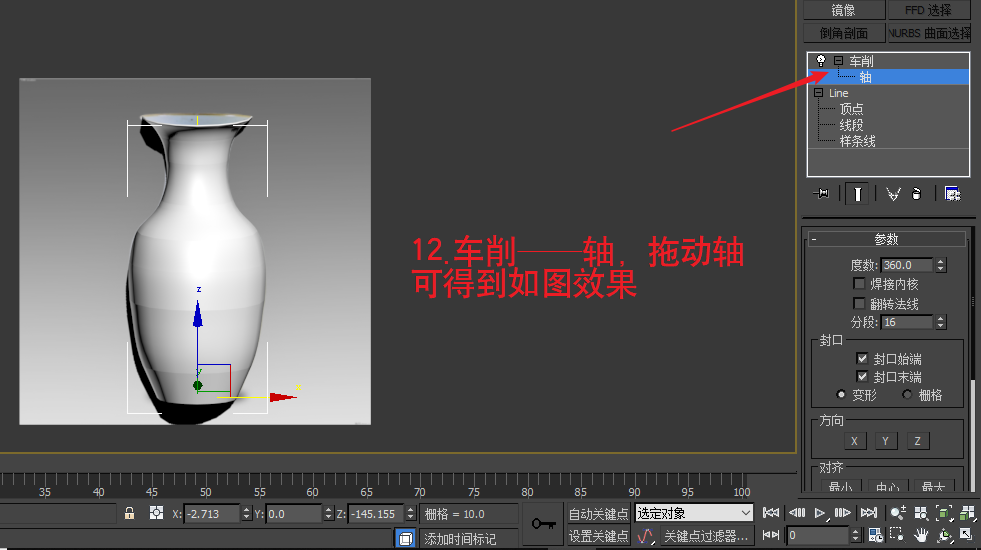 镜像
FFD 选择
倒角剖面
NURBS 曲面选择
车削
轴
Line
顶点
线段
样条线
12.车削——轴，拖动轴
可得到如图效果
z
y
参数
度数: 360.0
焊接内核
翻转法线
分段: 16
封口
封口始端
封口末端
变形
栅格
方向
X Y Z
对齐
最小 中心 最大
35 40 45 50 55 60 65 70 75 80 85 90 95 100
X: -2.713 Y: 0.0 Z: -145.155 栅格 = 10.0
自动关键点 选定对象
添加时间标记
设置关键点 关键点过滤器...
0